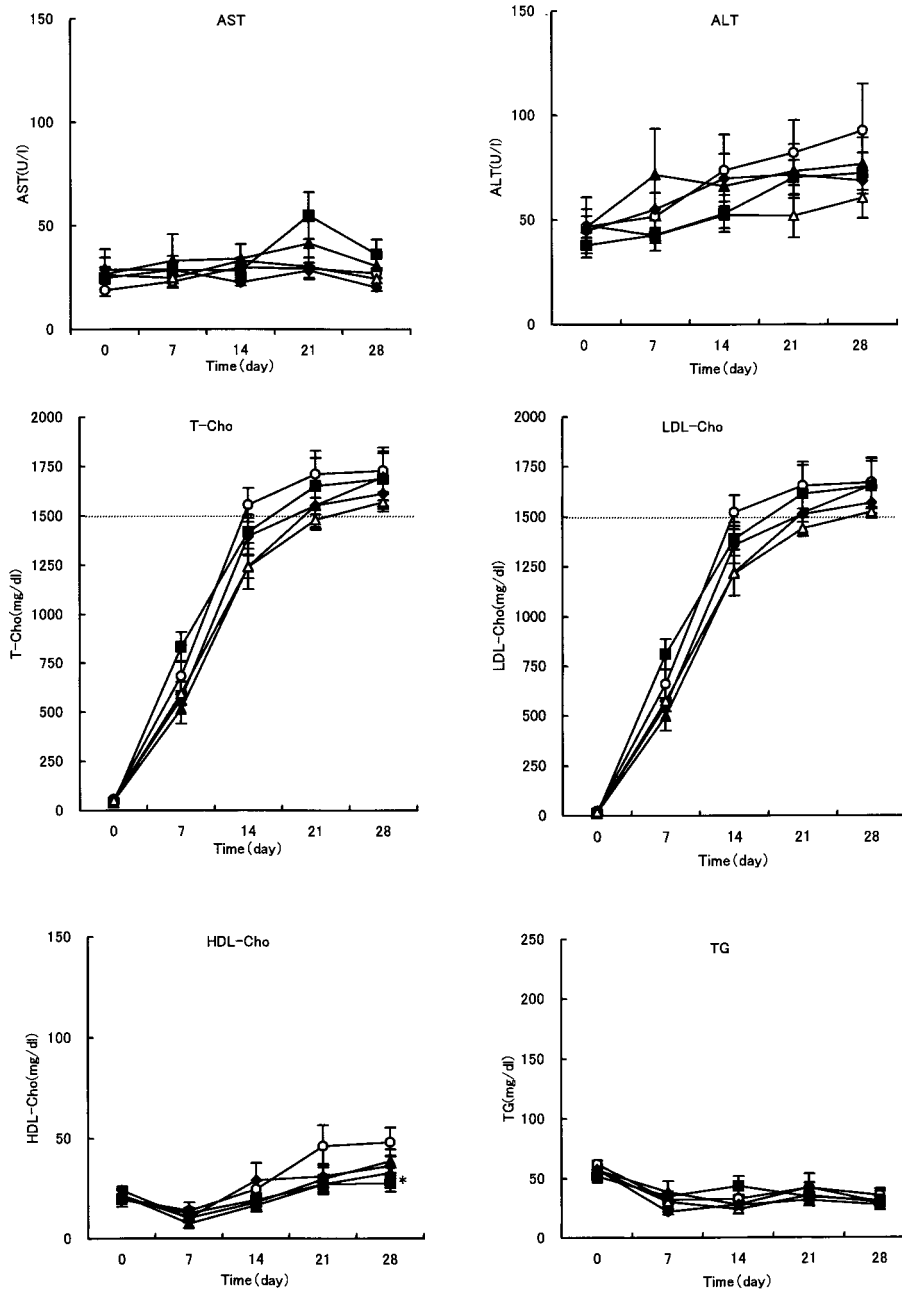 AST
150
100
50
0
AST(U/l)
0 7 14 21 28
Time(day)
ALT
150
100
50
0
ALT(U/l)
0 7 14 21 28
Time(day)
T-Cho
2000
1750
1500
1250
1000
750
500
250
0
T-Cho(mg/dl)
0 7 14 21 28
Time(day)
LDL-Cho
2000
1750
1500
1250
1000
750
500
250
0
LDL-Cho(mg/dl)
0 7 14 21 28
Time(day)
HDL-Cho
150
100
50
0
HDL-Cho(mg/dl)
*
0 7 14 21 28
Time(day)
TG
250
200
150
100
50
0
TG(mg/dl)
0 7 14 21 28
Time(day)